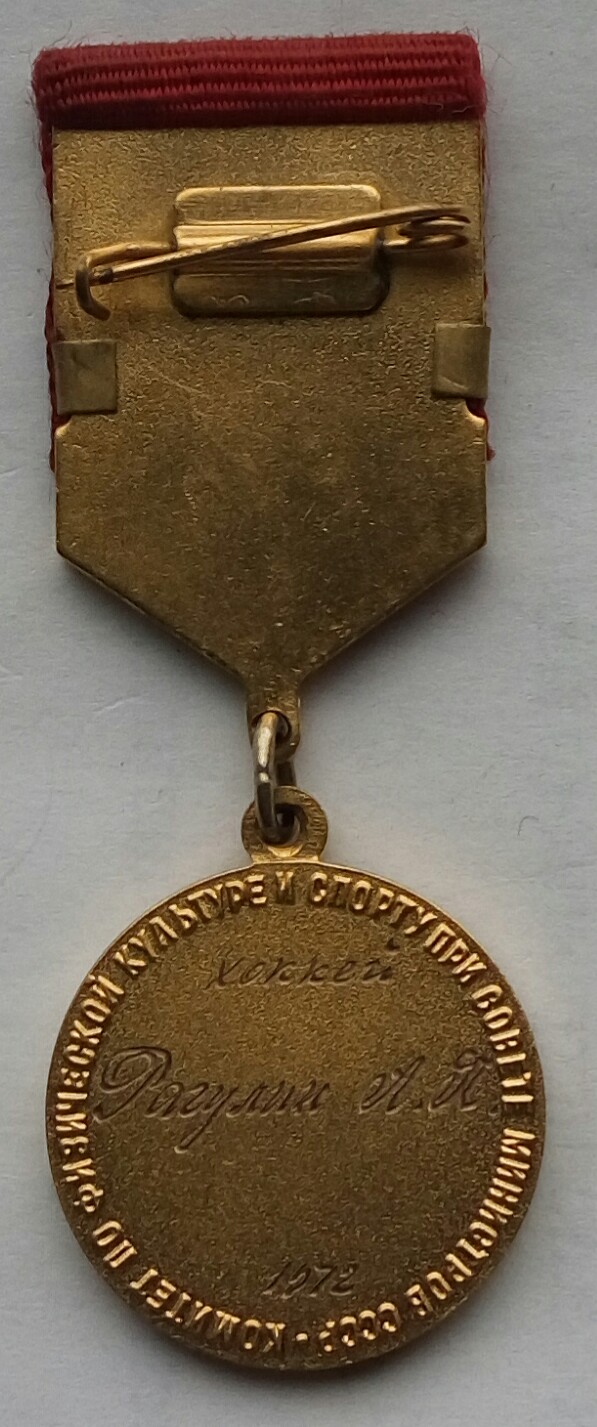 КОМИТЕТ ПО ФИЗИЧЕСКОЙ КУЛЬТУРЕ И СПОРТУ ПРИ СОВЕТЕ МИНИСТРОВ СССР •
хоккей
Рагулин А. П.
1972